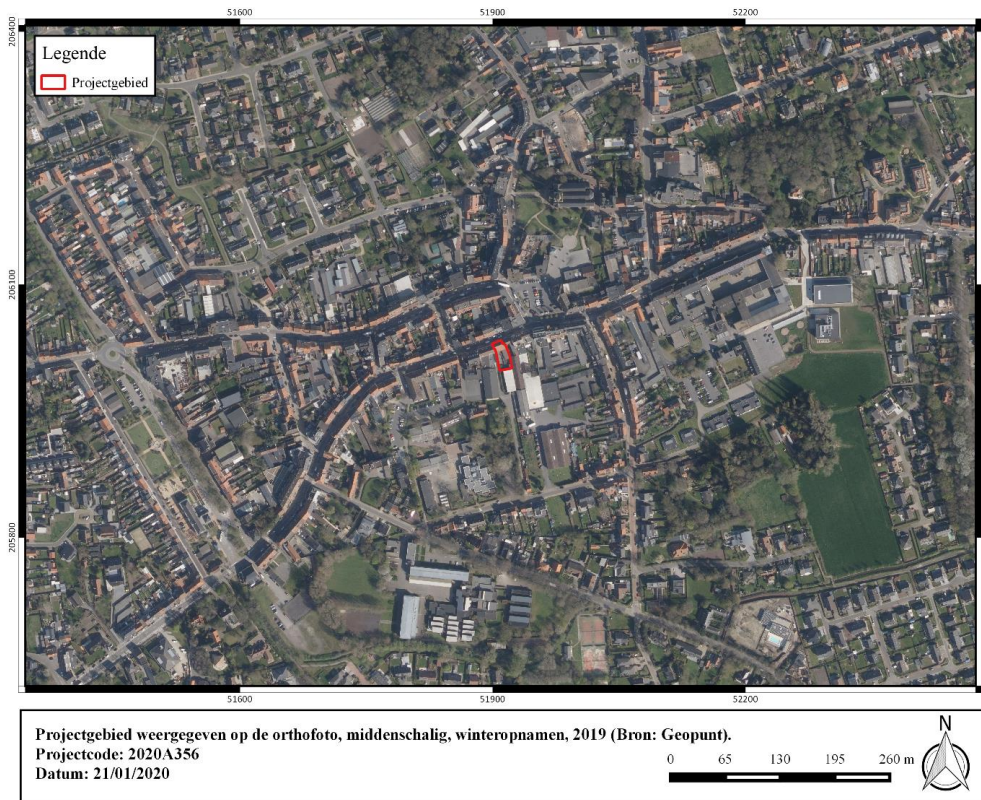 51600 51900 52200
206400
Legende
Projectgebied
206100
205800
51600 51900 52200
Projectgebied weergegeven op de orthofoto, middenschalig, winteropnamen, 2019 (Bron: Geopunt).
Projectcode: 2020A356
Datum: 21/01/2020
0 65 130 195 260 m
N